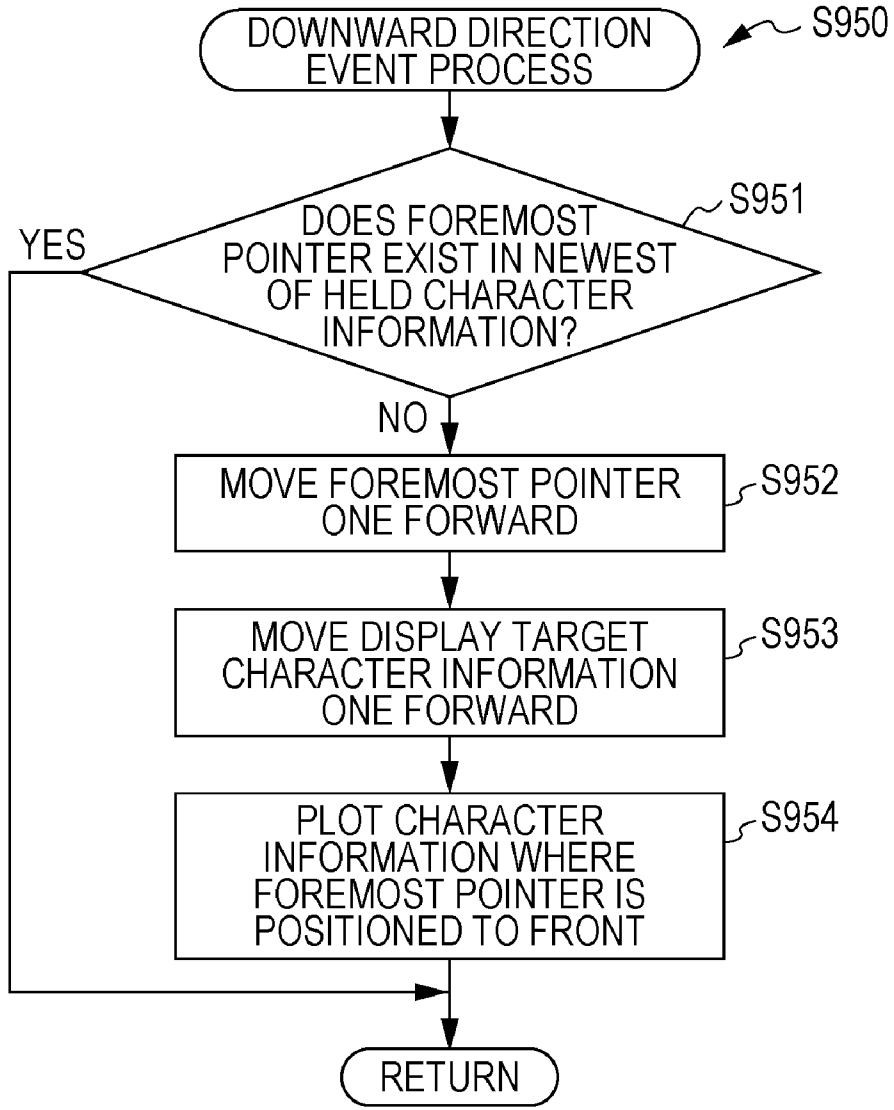 DOWNWARD DIRECTION
EVENT PROCESS
S950
DOES FOREMOST
POINTER EXIST IN NEWEST
OF HELD CHARACTER
INFORMATION?
S951
YES
NO
MOVE FOREMOST POINTER
ONE FORWARD
S952
MOVE DISPLAY TARGET
CHARACTER INFORMATION
ONE FORWARD
S953
PLOT CHARACTER
INFORMATION WHERE
FOREMOST POINTER IS
POSITIONED TO FRONT
S954
RETURN